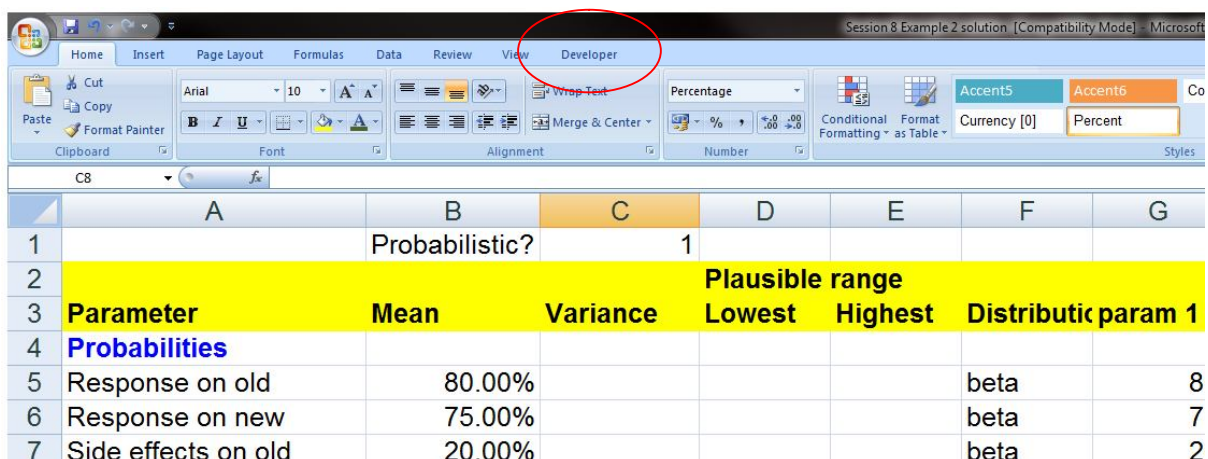 Session 8 Example 2 solution [Compatibility Mode] - Microsoft
Home Insert Page Layout Formulas Data Review View Developer
Cut Arial 10 A A Wrap Text Percentage Accent5 Accent6 Co
Copy
Paste Format Painter B I U A Merge & Center % , .00 .00 Conditional Formatting Format as Table Currency [0] Percent
Clipboard Font Alignment Number Styles
C8 fx
A B C D E F G
1 Probabilistic? 1
2 Plausible range
3 Parameter Mean Variance Lowest Highest Distributic param 1
4 Probabilities
5 Response on old 80.00% beta 8
6 Response on new 75.00% beta 7
7 Side effects on old 20.00% beta 2